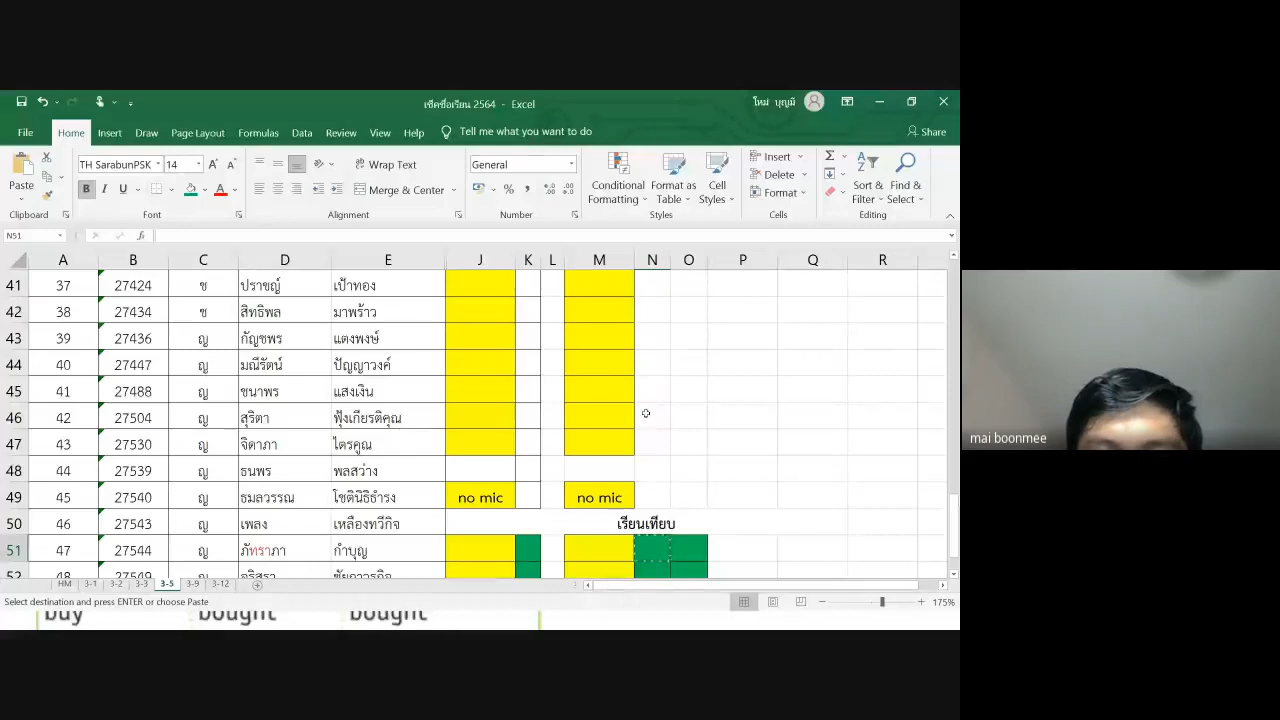 เช็คชื่อเรียน 2564 - Excel
ใหม่ บุญมี
File Home Insert Draw Page Layout Formulas Data Review View Help Tell me what you want to do Share
Paste
Clipboard
TH SarabunPSK 14
B I U
Font
Wrap Text
Merge & Center
Alignment
General
Number
Conditional Formatting
Format as Table
Cell Styles
Styles
Insert
Delete
Format
Cells
Sort & Filter
Find & Select
Editing
N51
A B C D E J K L M N O P Q R
41 37 27424 ช ปราชญ์ เป้าทอง
42 38 27434 ช สิทธิพล มาพร้าว
43 39 27436 ญ กัญชพร แตงพงษ์
44 40 27447 ญ มณีรัตน์ ปัญญาวงค์
45 41 27488 ญ ชนาพร แสงเงิน
46 42 27504 ญ สุริตา ฟุ้งเกียรติคุณ
47 43 27530 ญ จิดาภา ไตรคูณ
48 44 27539 ญ ธนพร พลสว่าง
49 45 27540 ญ ธมลวรรณ โชตินิธิธำรง no mic no mic
50 46 27543 ญ เพลง เหลืองทวีกิจ เรียนเทียบ
51 47 27544 ญ ภัทราภา กำบุญ
52 48 27549
HM 3-1 3-2 3-3 3-5 3-9 3-12
Select destination and press ENTER or choose Paste
175%
buy bought bought
mai boonmee